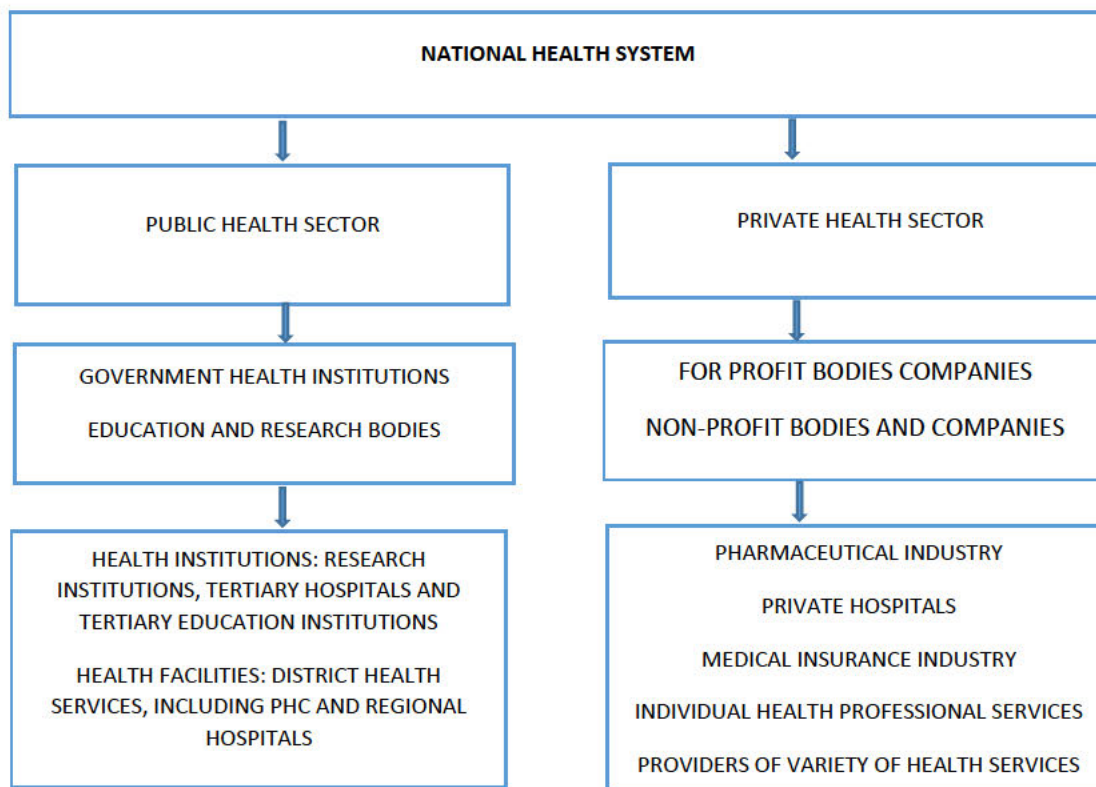 NATIONAL HEALTH SYSTEM
PUBLIC HEALTH SECTOR
PRIVATE HEALTH SECTOR
GOVERNMENT HEALTH INSTITUTIONS
EDUCATION AND RESEARCH BODIES
FOR PROFIT BODIES COMPANIES
NON-PROFIT BODIES AND COMPANIES
HEALTH INSTITUTIONS: RESEARCH
INSTITUTIONS, TERTIARY HOSPITALS AND
TERTIARY EDUCATION INSTITUTIONS
HEALTH FACILITIES: DISTRICT HEALTH
SERVICES, INCLUDING PHC AND REGIONAL
HOSPITALS
PHARMACEUTICAL INDUSTRY
PRIVATE HOSPITALS
MEDICAL INSURANCE INDUSTRY
INDIVIDUAL HEALTH PROFESSIONAL SERVICES
PROVIDERS OF VARIETY OF HEALTH SERVICES